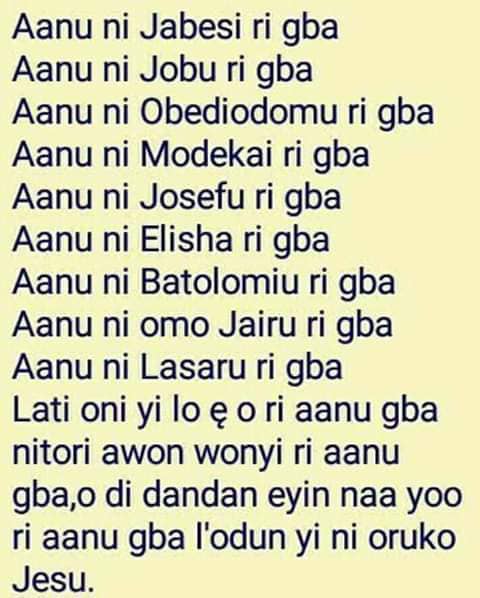 Aanu ni Jabesi ri gba
Aanu ni Jobu ri gba
Aanu ni Obediodomu ri gba
Aanu ni Modekai ri gba
Aanu ni Josefu ri gba
Aanu ni Elisha ri gba
Aanu ni Batolomiu ri gba
Aanu ni omo Jairu ri gba
Aanu ni Lasaru ri gba
Lati oni yi lo ẹ o ri aanu gba
nitori awon wonyi ri aanu
gba,o di dandan eyin naa yoo
ri aanu gba l'odun yi ni oruko
Jesu.